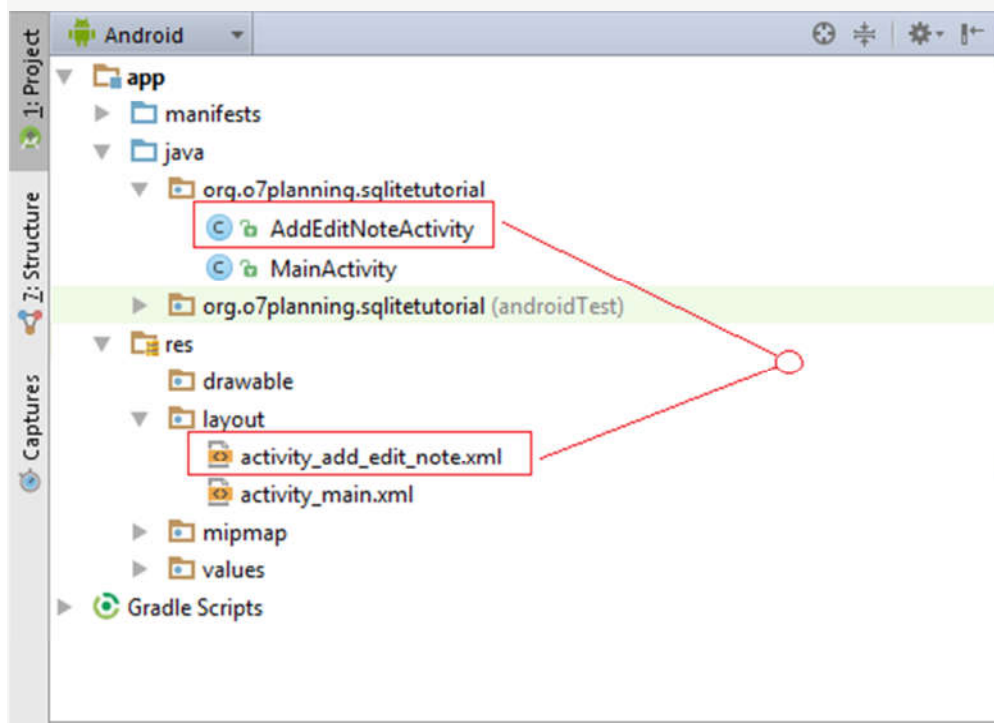 1: Project
7: Structure
Captures
Android
app
manifests
java
org.o7planning.sqlitetutorial
AddEditNoteActivity
MainActivity
org.o7planning.sqlitetutorial (androidTest)
res
drawable
layout
activity_add_edit_note.xml
activity_main.xml
mipmap
values
Gradle Scripts